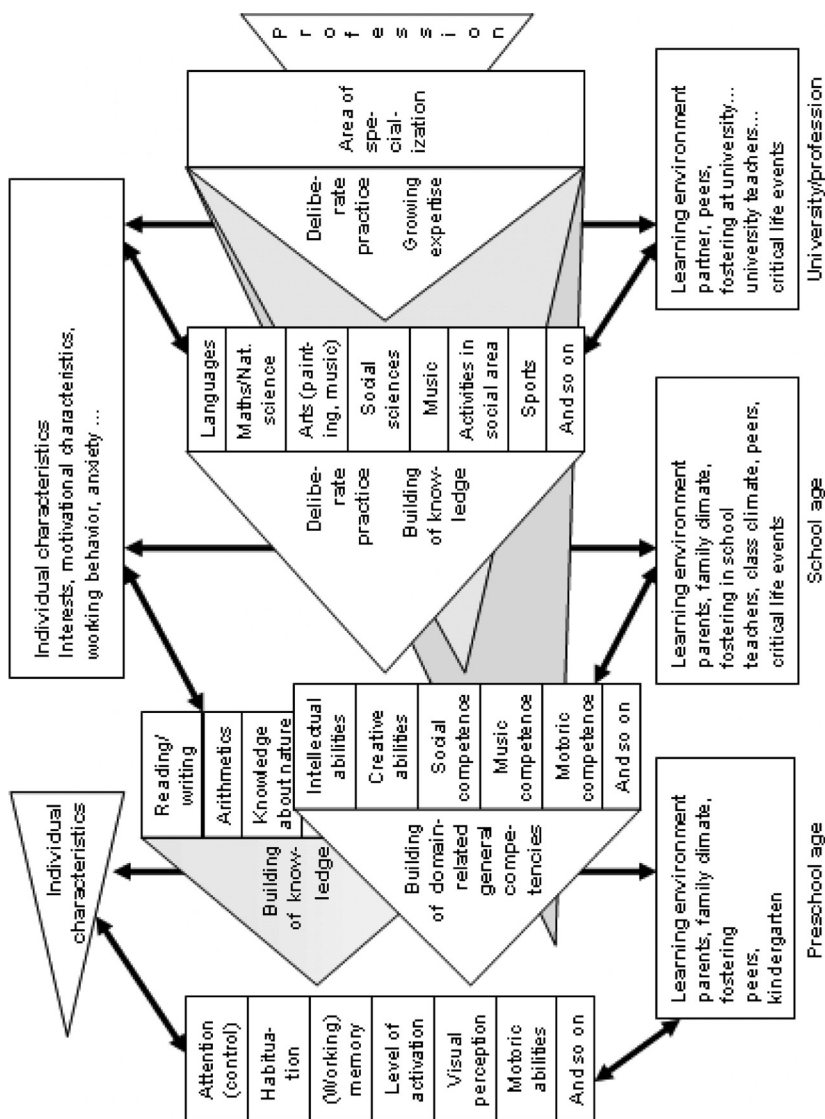 Individual
characteristics
Individual characteristics
Interests, motivational characteristics,
working behavior, anxiety ...
Attention
(control)
Habitua-
tion
(Working)
memory
Level of
activation
Visual
perception
Motoric
abilities
And so on
Building
of know-
ledge
Reading/
writing
Arithmetics
Knowledge
about nature
Building
of domain-
related
general
compe-
tencies
Intellectual
abilities
Creative
abilities
Social
competence
Music
competence
Motoric
competence
And so on
Delibe-
rate
practice
Building
of know-
ledge
Languages
Maths/Nat.
science
Arts (paint-
ing, music)
Social
sciences
Music
Activities in
social area
Sports
And so on
Delibe-
rate
practice
Growing
expertise
Area of
spe-
cial-
ization
Profession
Learning environment
parents, family climate,
fostering
peers,
kindergarten
Learning environment
parents, family climate,
fostering in school
teachers, class climate, peers,
critical life events
Learning environment
partner, peers,
fostering at university...
university teachers...
critical life events
Preschool age
School age
University/profession